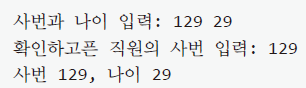 사번과 나이 입력: 129 29
확인하고픈 직원의 사번 입력: 129
사번 129, 나이 29